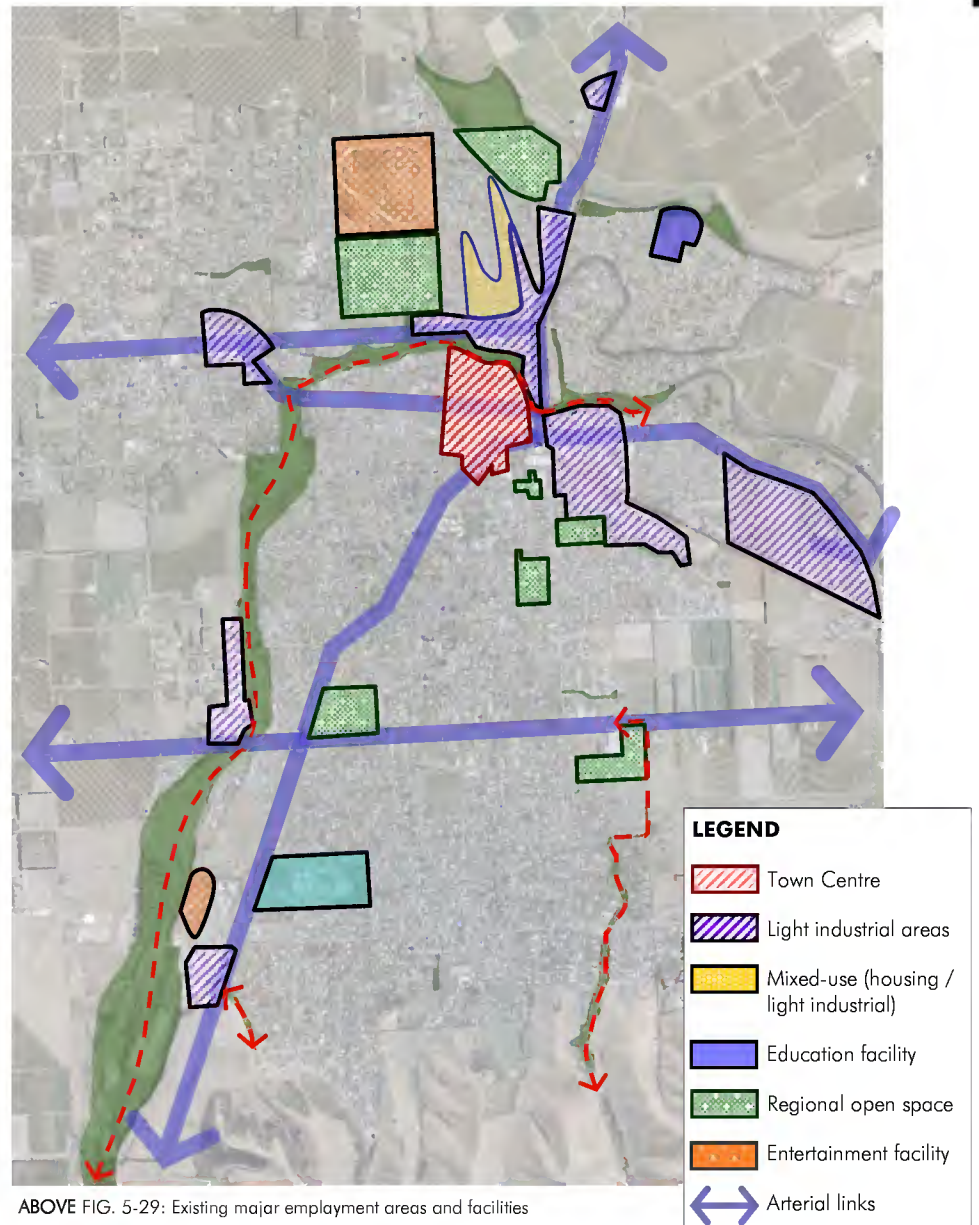 LEGEND
Town Centre
Light industrial areas
Mixed-use (housing /
light industrial)
Education facility
Regional open space
Entertainment facility
Arterial links
ABOVE FIG. 5-29: Existing major employment areas and facilities